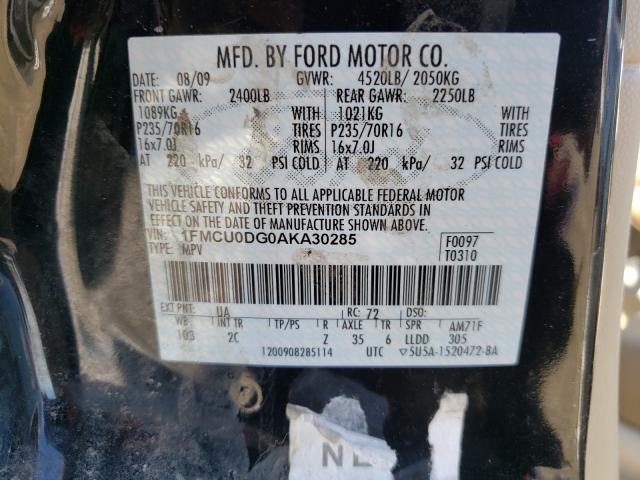 MFD. BY FORD MOTOR CO.
DATE: 08/09 GVWR: 4520LB/ 2050KG
FRONT GAWR: 2400LB REAR GAWR: 2250LB
1089KG WITH 1021KG WITH
P235/70R16 TIRES P235/70R16 TIRES
16x7.0J RIMS 16x7.0J RIMS
AT 220 kPa/ 32 PSI COLD AT 220 kPa/ 32 PSI COLD
THIS VEHICLE CONFORMS TO ALL APPLICABLE FEDERAL MOTOR
VEHICLE SAFETY AND THEFT PREVENTION STANDARDS IN
EFFECT ON THE DATE OF MANUFACTURE SHOWN ABOVE.
VIN: 1FMCU0DG0AKA30285 F0097
TYPE: MPV T0310
EXT PNT: UA RC: 72 DSO:
WB INT TR TP/PS R AXLE TR SPR AM71F
103 2C Z 35 6 LLDD 305
1200908285114 UTC ▽5U5A-1520472-BA